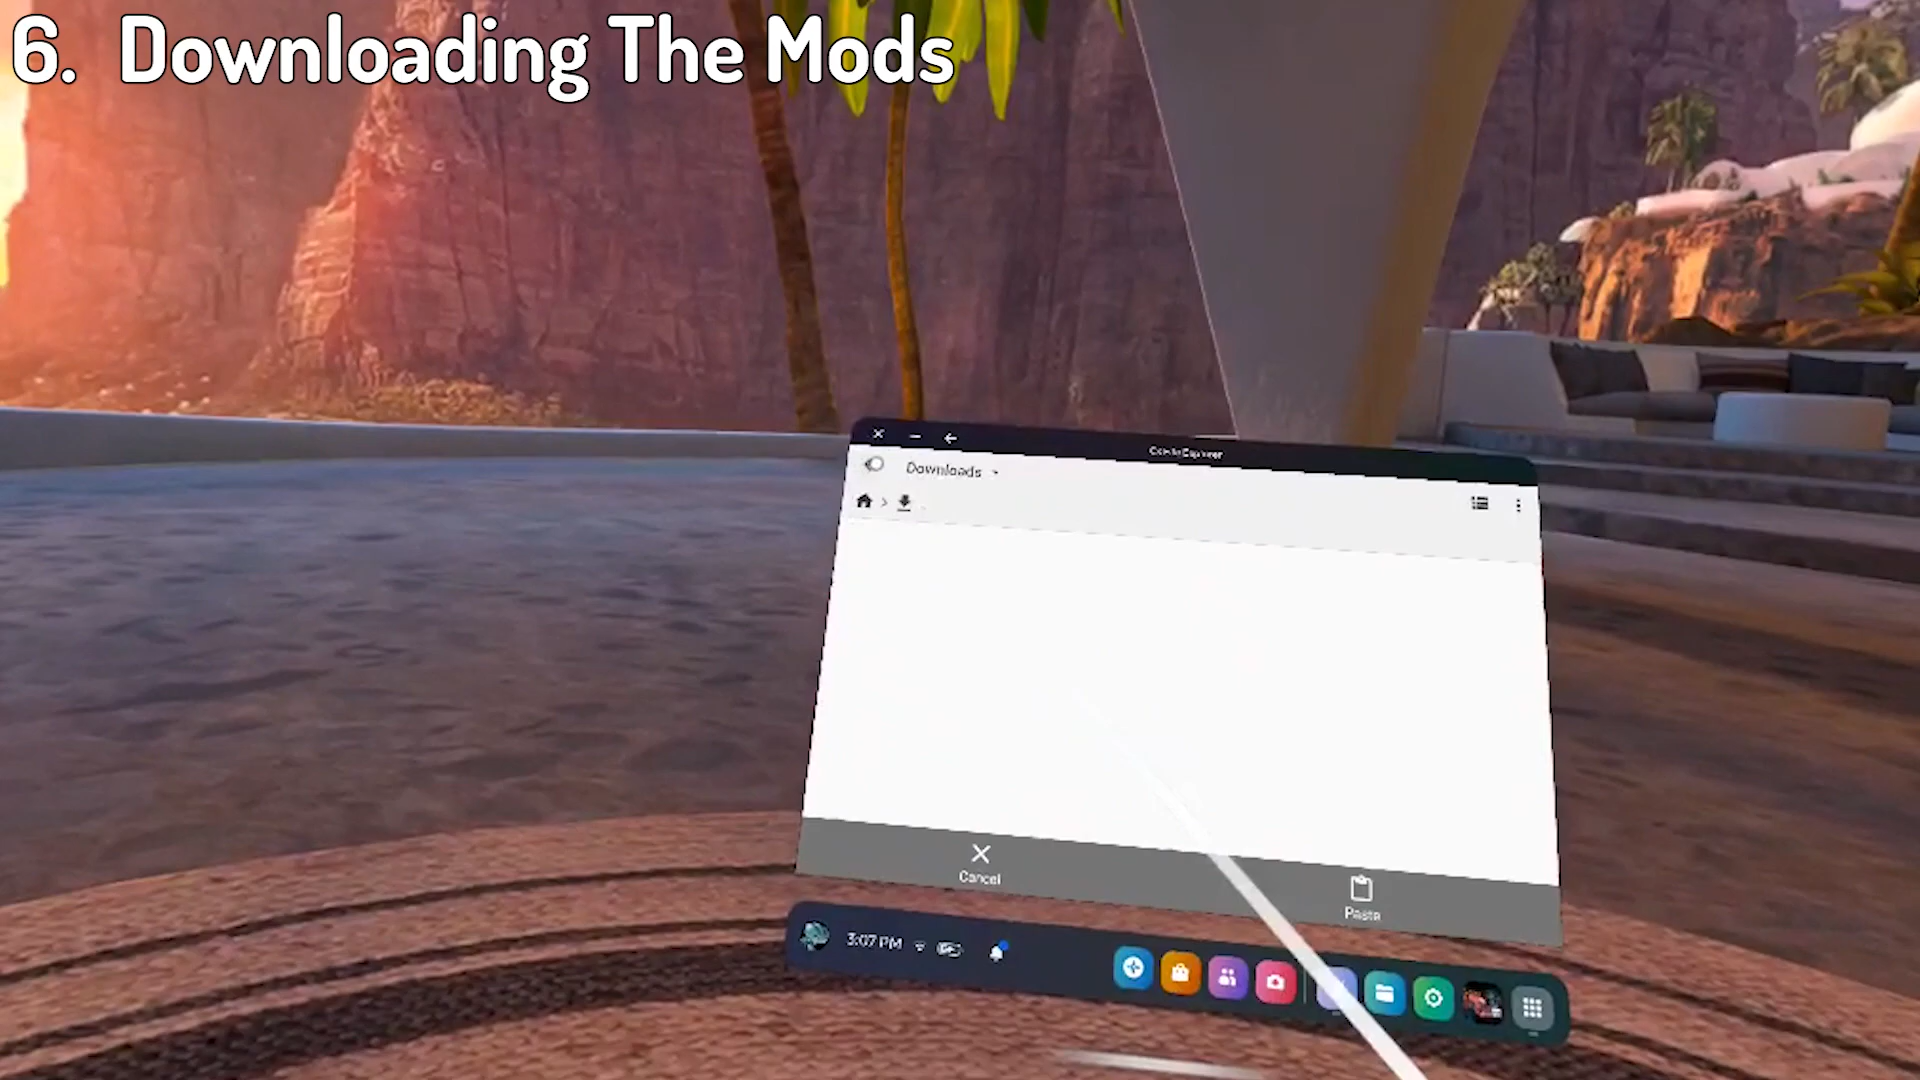 6. Downloading The Mods
Downloads
Cancel
Paste
3:07 PM